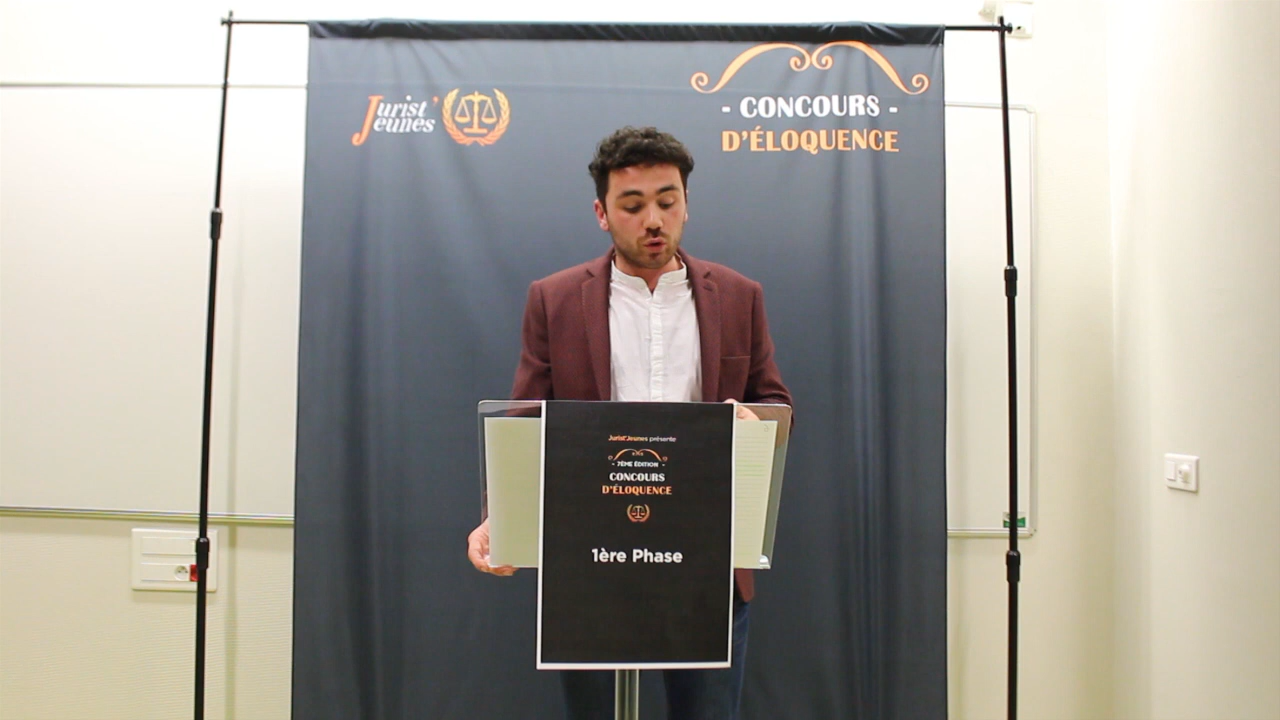 Jurist'
Jeunes
- CONCOURS -
D'ÉLOQUENCE
Jurist'Jeunes présente
- 7ÈME ÉDITION -
CONCOURS
D'ÉLOQUENCE
1ère Phase